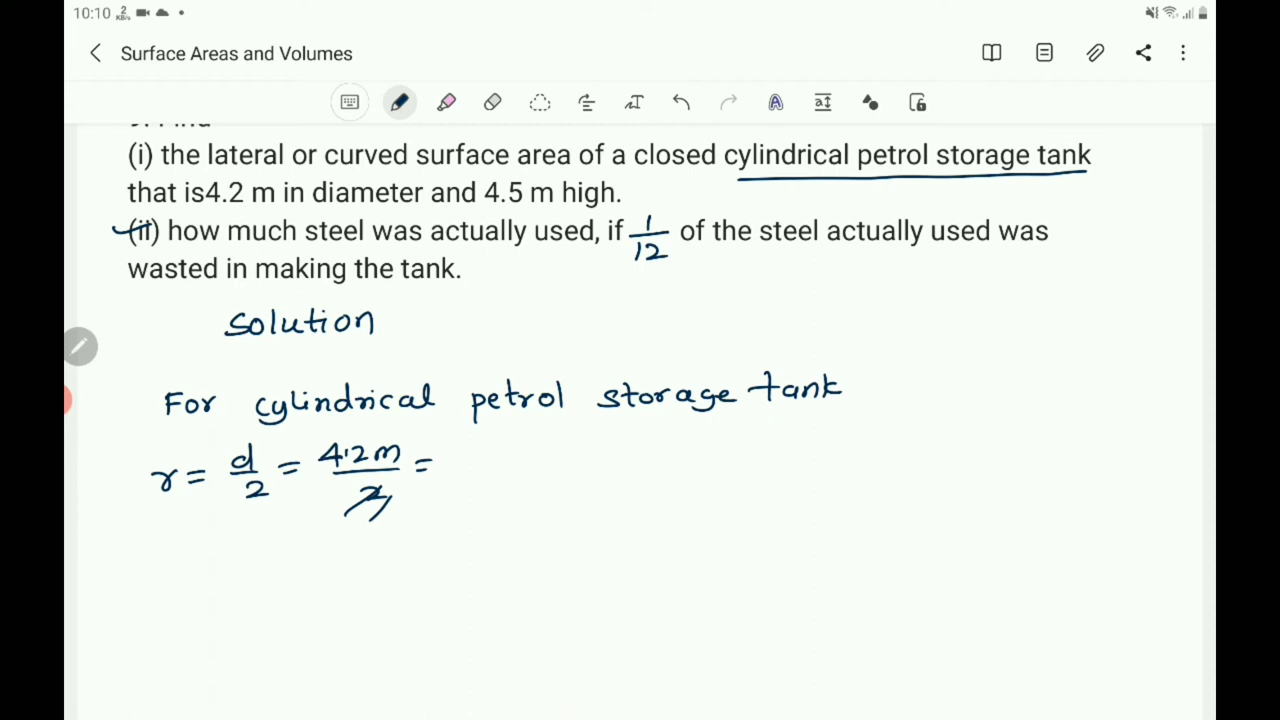 10:10 2 KB/s
Surface Areas and Volumes
(i) the lateral or curved surface area of a closed cylindrical petrol storage tank
that is4.2 m in diameter and 4.5 m high.
(ii) how much steel was actually used, if 1/12 of the steel actually used was
wasted in making the tank.
Solution
For cylindrical petrol storage tank
r = d/2 = 4.2m/2 =